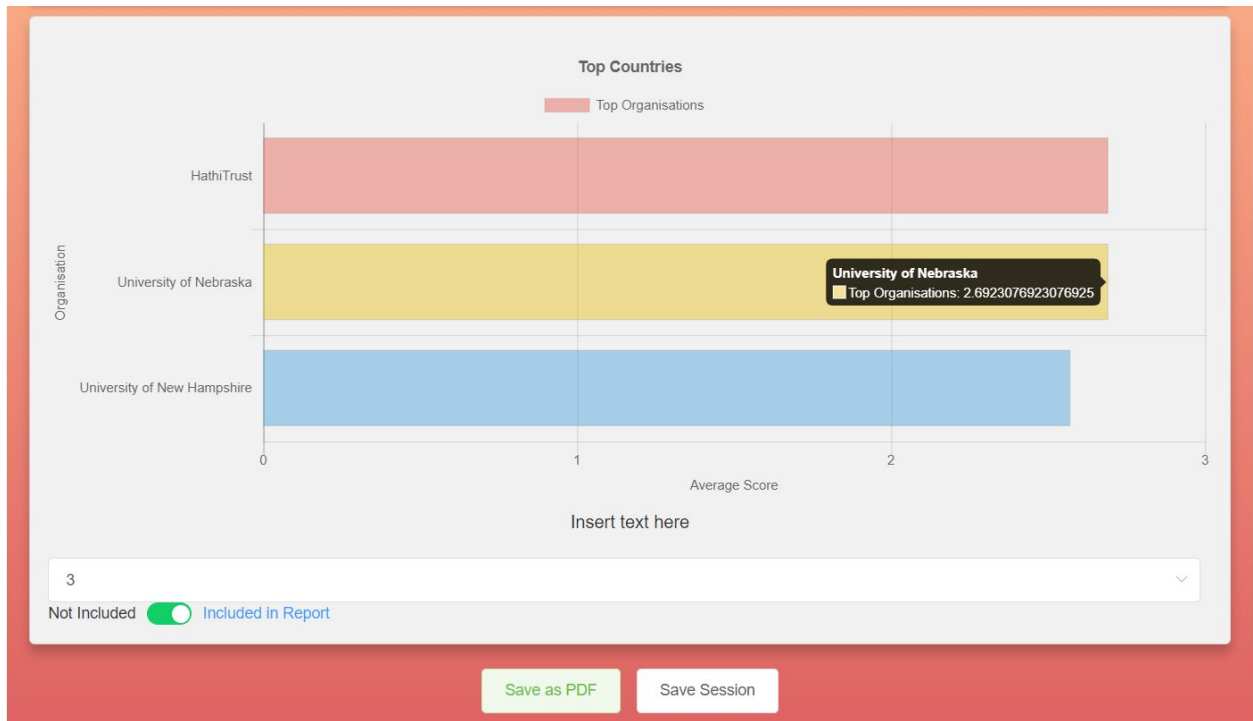 Top Countries
Top Organisations
HathiTrust
Organisation
University of Nebraska
University of Nebraska
Top Organisations: 2.6923076923076925
University of New Hampshire
0 1 2 3
Average Score
Insert text here
3
Not Included Included in Report
Save as PDF Save Session